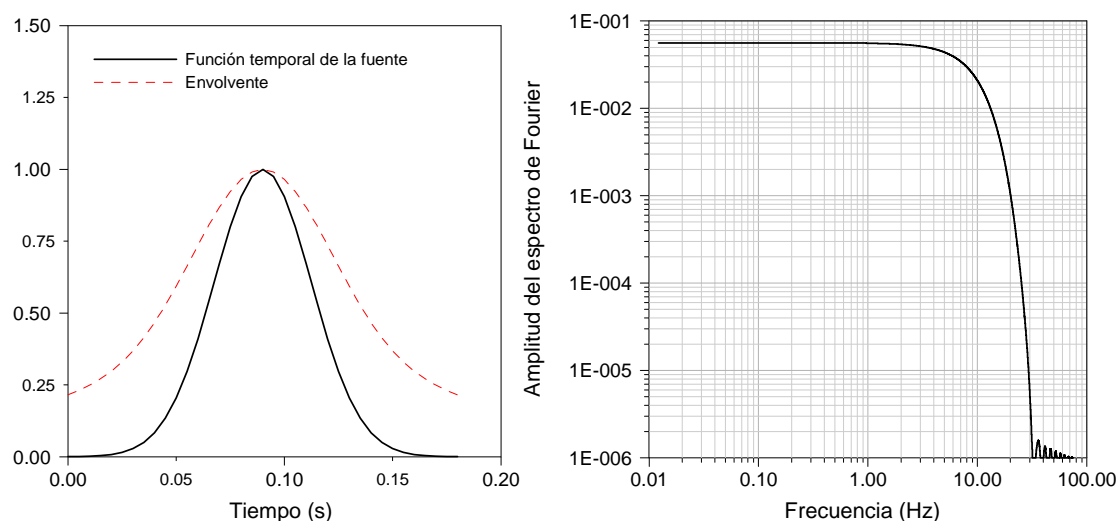 1.50
1.25
1.00
0.75
0.50
0.25
0.00
0.00
0.05
0.10
0.15
0.20
Tiempo (s)
Función temporal de la fuente
Envolvente
Amplitud del espectro de Fourier
1E-001
1E-002
1E-003
1E-004
1E-005
1E-006
0.01
0.10
1.00
10.00
100.00
Frecuencia (Hz)